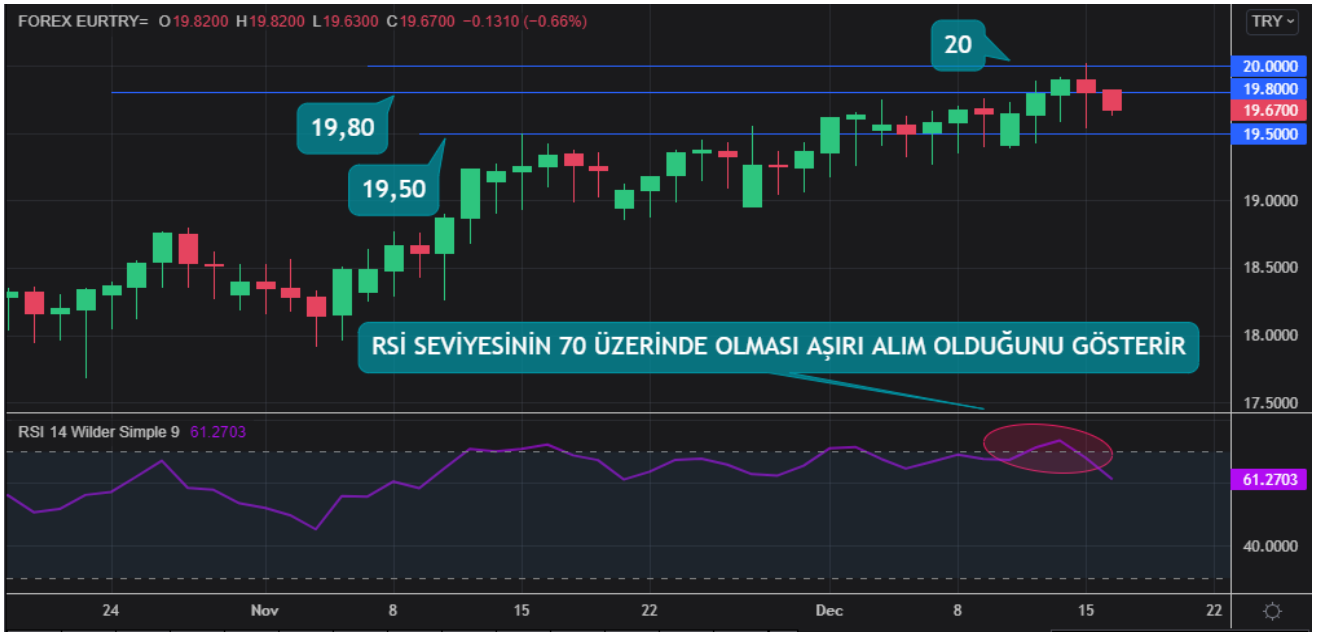 FOREX EURTRY= O19.8200 H19.8200 L19.6300 C19.6700 −0.1310 (−0.66%)
TRY
20
20.0000
19.8000
19,80
19.6700
19.5000
19,50
19.0000
18.5000
18.0000
RSİ SEVİYESİNİN 70 ÜZERİNDE OLMASI AŞIRI ALIM OLDUĞUNU GÖSTERİR
17.5000
RSI 14 Wilder Simple 9 61.2703
61.2703
40.0000
24 Nov 8 15 22 Dec 8 15 22